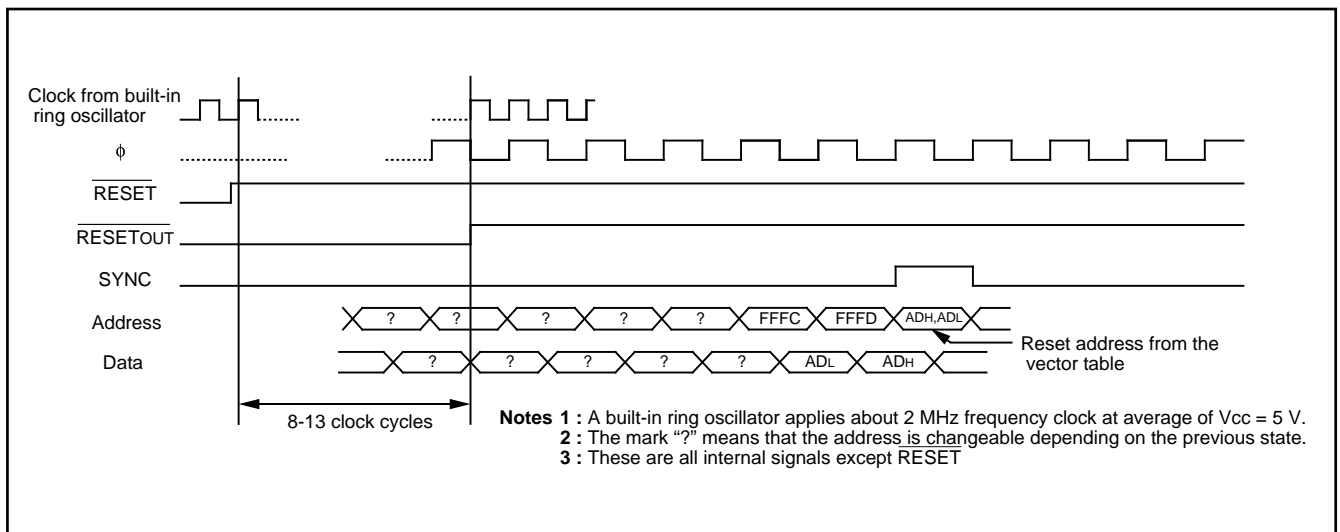 Clock from built-in
ring oscillator
ϕ
RESET
RESETOUT
SYNC
Address
? ? ? ? ? FFFC FFFD ADH,ADL
Data
? ? ? ? ? ADL ADH
Reset address from the
vector table
8-13 clock cycles
Notes 1 : A built-in ring oscillator applies about 2 MHz frequency clock at average of Vcc = 5 V.
2 : The mark “?” means that the address is changeable depending on the previous state.
3 : These are all internal signals except RESET